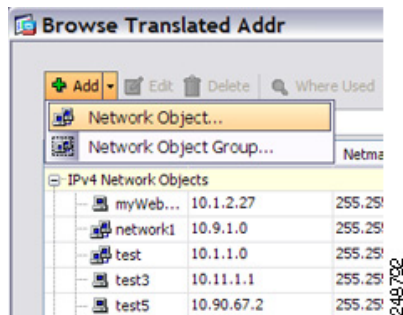 Browse Translated Addr
Add Edit Delete Where Used
Network Object...
Network Object Group...
Netma
IPv4 Network Objects
myWeb... 10.1.2.27 255.25
network1 10.9.1.0 255.25
test 10.1.1.0 255.25
test3 10.11.1.1 255.25
test5 10.90.67.2 255.25
248792